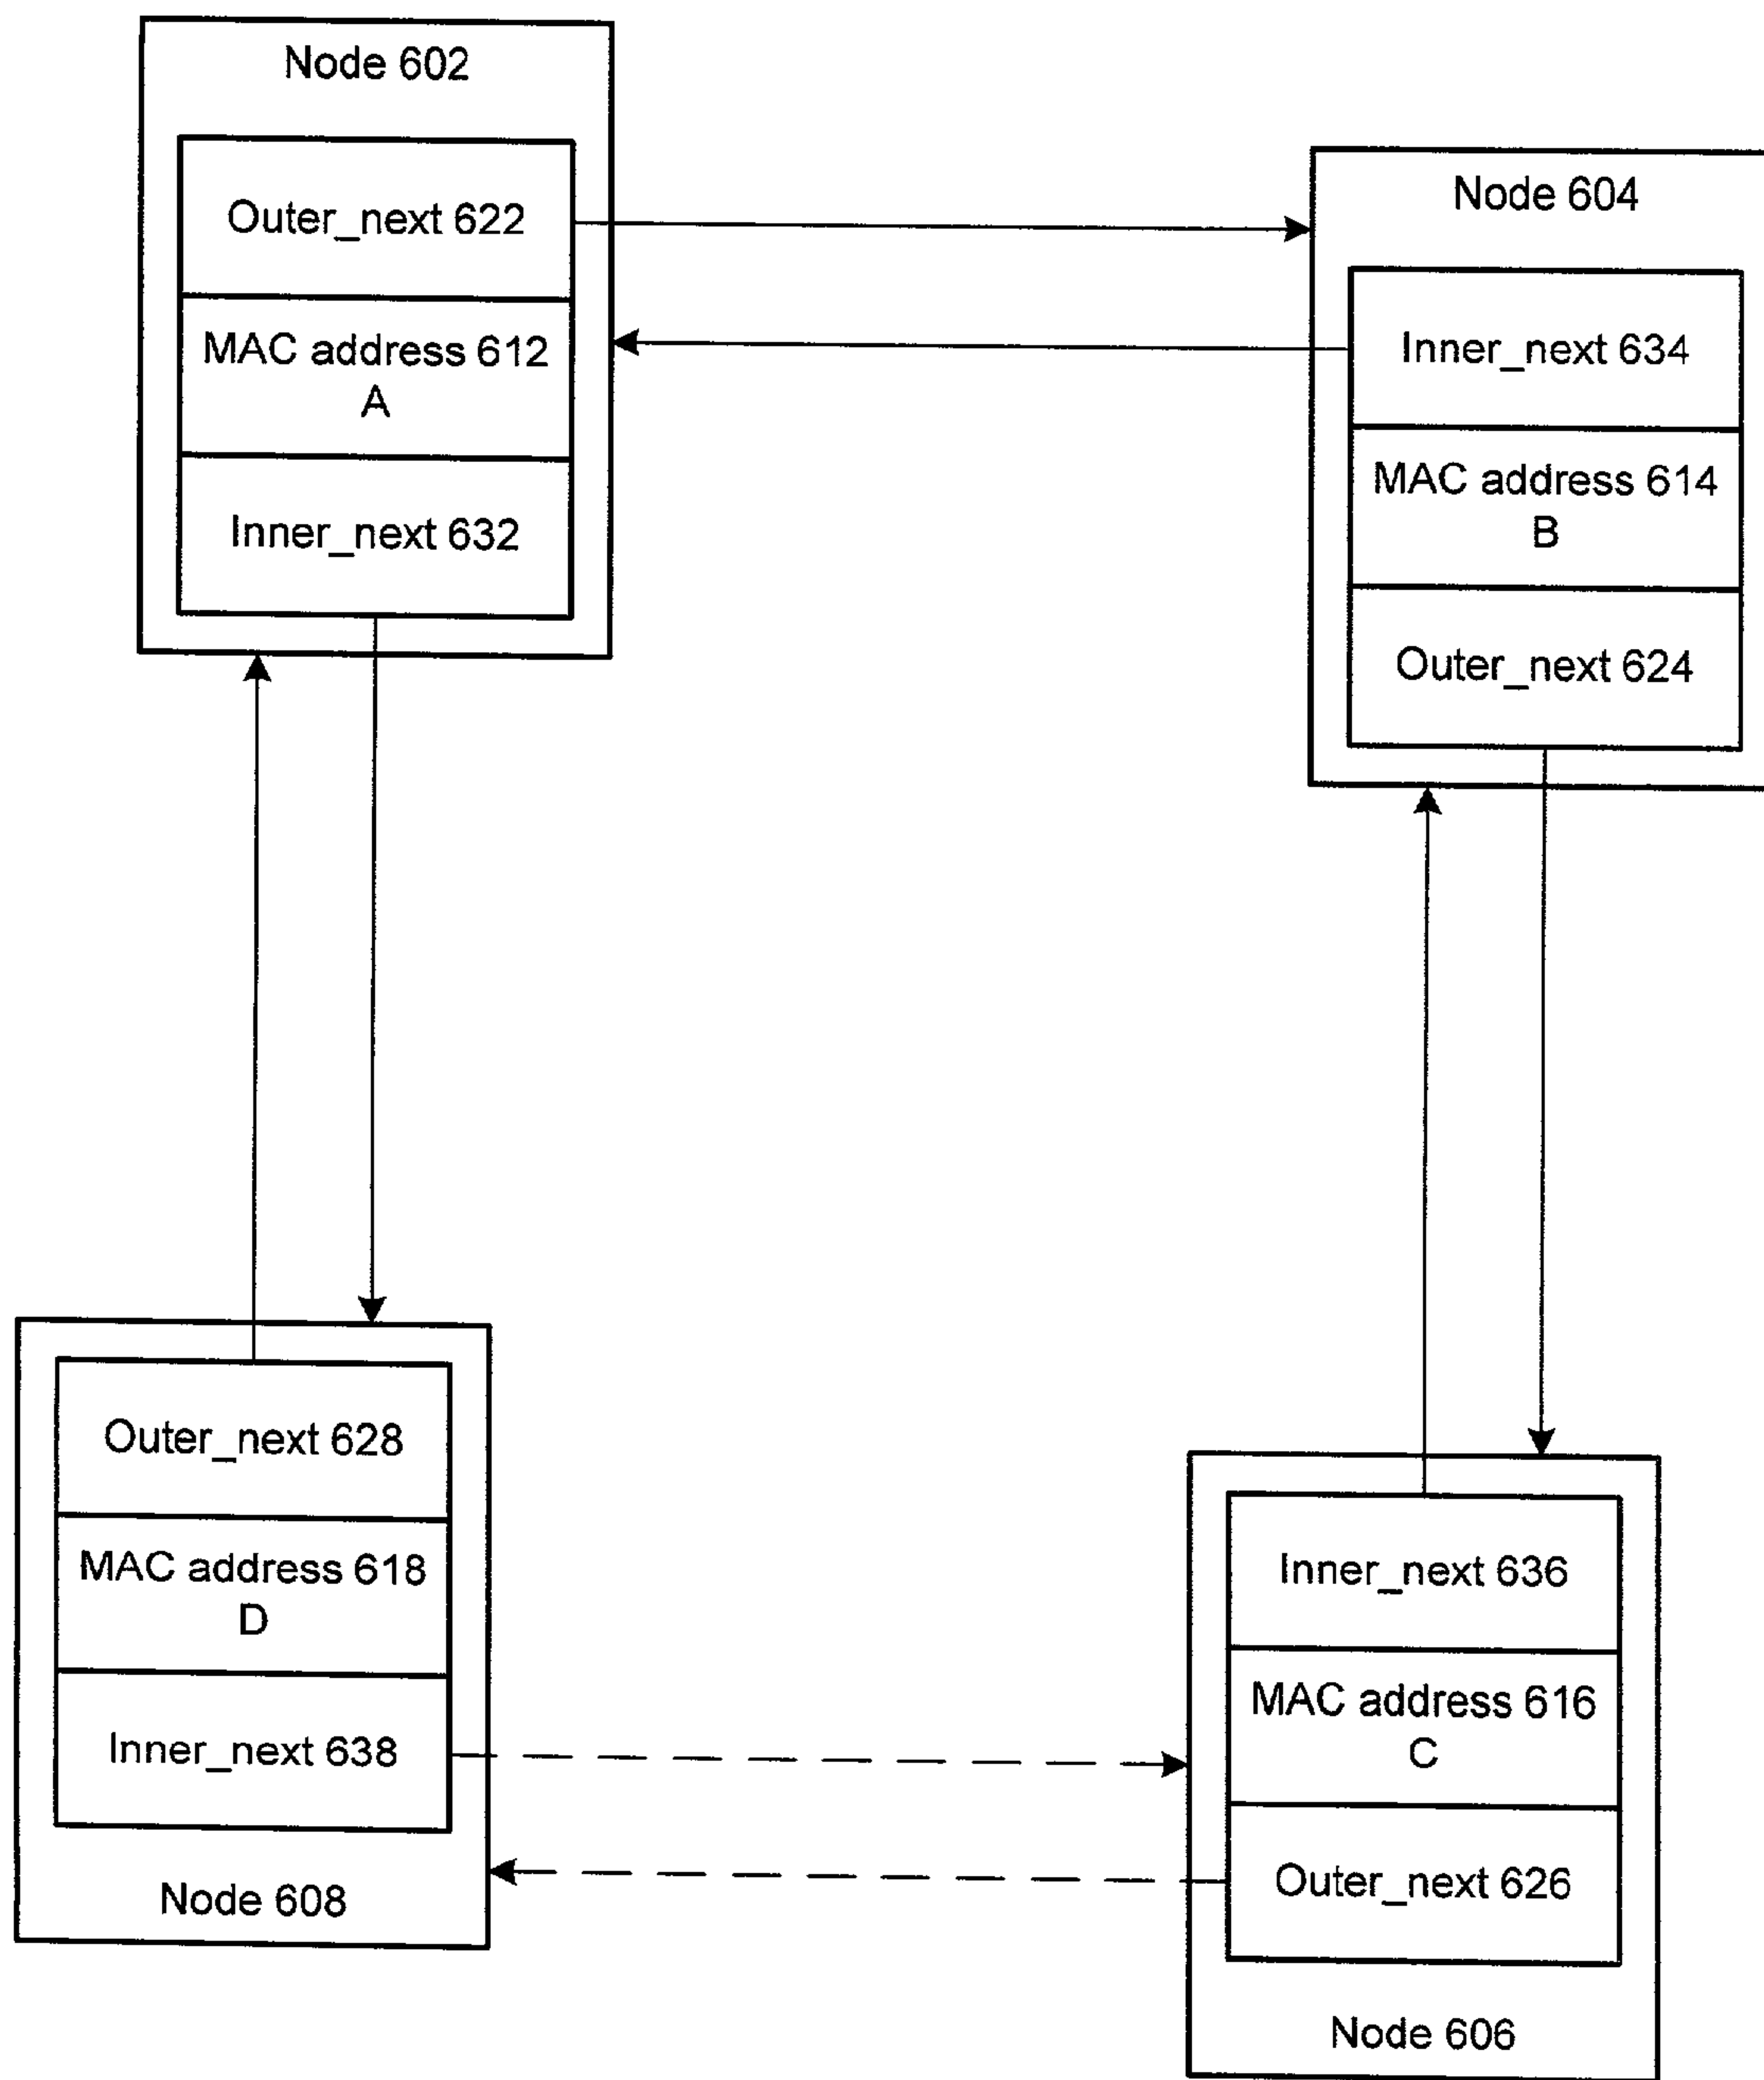 Node 602
Outer_next 622
MAC address 612
A
Inner_next 632
Node 604
Inner_next 634
MAC address 614
B
Outer_next 624
Outer_next 628
MAC address 618
D
Inner_next 638
Node 608
Inner_next 636
MAC address 616
C
Outer_next 626
Node 606